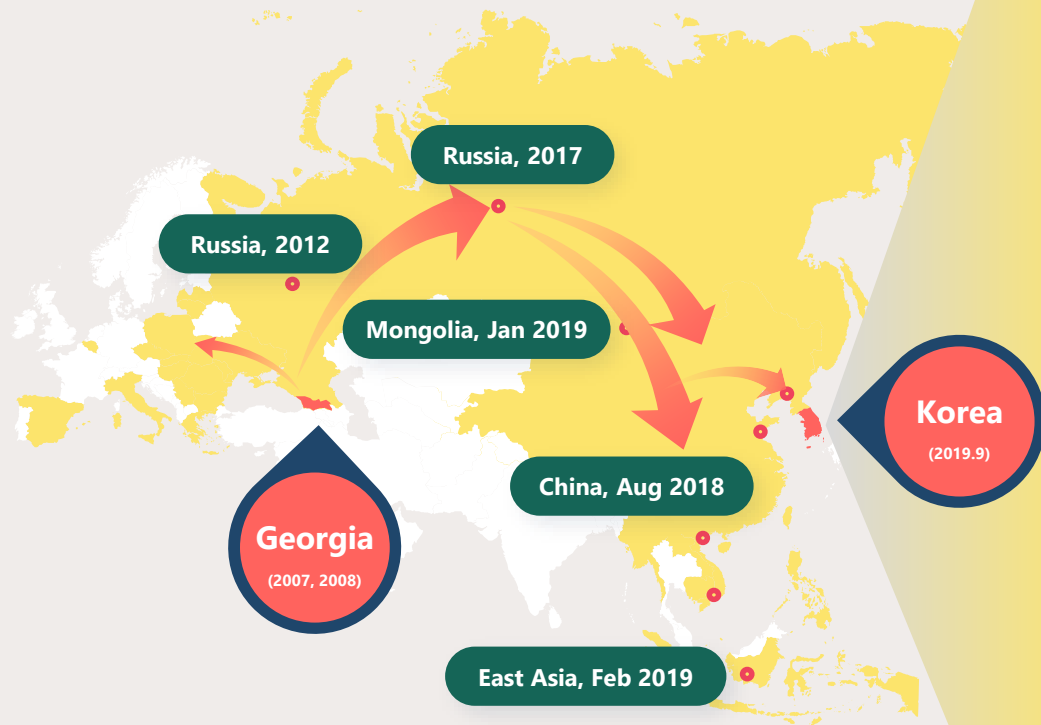 Russia, 2017
Russia, 2012
Mongolia, Jan 2019
Korea
(2019.9)
China, Aug 2018
Georgia
(2007, 2008)
East Asia, Feb 2019